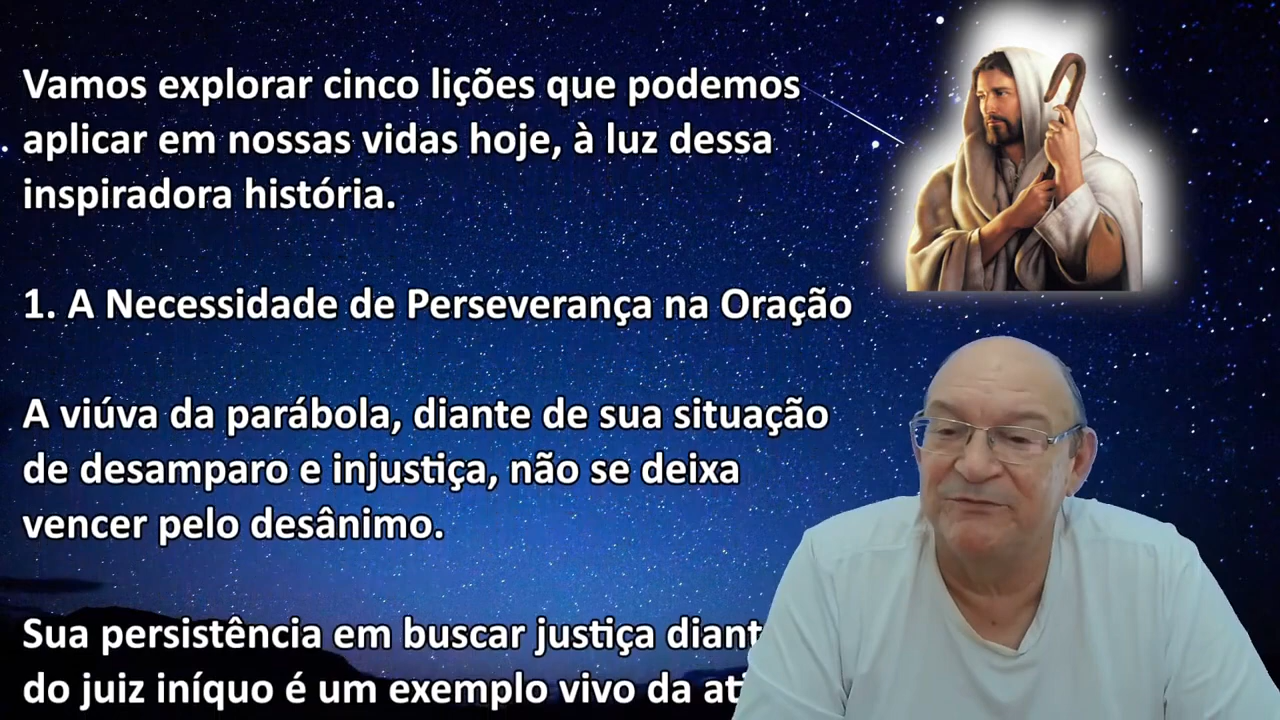 Vamos explorar cinco lições que podemos
aplicar em nossas vidas hoje, à luz dessa
inspiradora história.
1. A Necessidade de Perseverança na Oração
A viúva da parábola, diante de sua situação
de desamparo e injustiça, não se deixa
vencer pelo desânimo.
Sua persistência em buscar justiça
do juiz iníquo é um exemplo vivo da